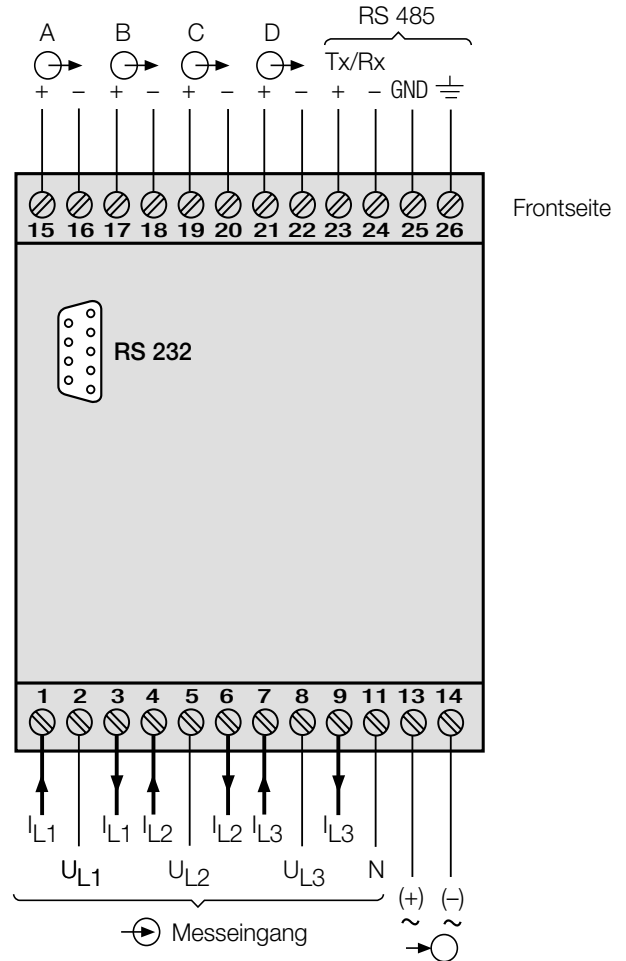 RS 485
A B C D Tx/Rx
+ – + – + – + – + – GND
Frontseite
15 16 17 18 19 20 21 22 23 24 25 26
RS 232
1 2 3 4 5 6 7 8 9 11 13 14
IL1 IL1 IL2 IL2 IL3 IL3
UL1 UL2 UL3 N
(+) (–)
~ ~
Messeingang